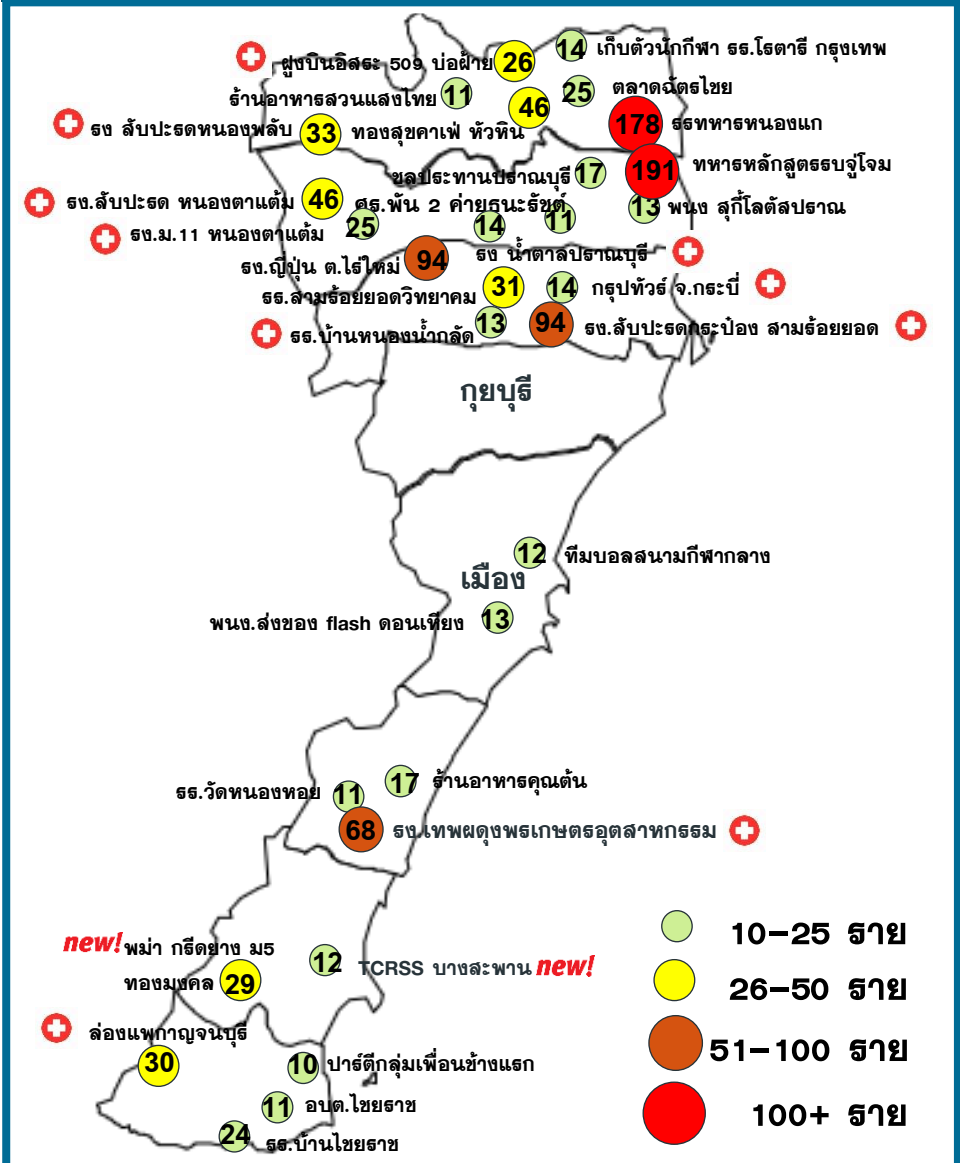 14 เก็บตัวนักกีฬา รร.โรตารี กรุงเทพ
ฝูงบินอิสระ 509 บ่อฝ้าย 26
25 ตลาดฉัตรไชย
ร้านอาหารสวนแสงไทย 11
46
ทองสุขคาเฟ่ หัวหิน
178 รร.ทหารหนองแก
รง สับปะรดหนองพลับ 33
191 ทหารหลักสูตรรบจู่โจม
ชลประทานปราณบุรี 17
รง.สับปะรด หนองตาแต้ม 46
ศร.พัน 2 ค่ายธนะรัชต์ 11
13 พนง สุกี้โลตัสปราณ
รง.ม.11 หนองตาแต้ม 25
14
รง น้ำตาลปราณบุรี
รง.ญี่ปุ่น ต.ไร่ใหม่ 94
รร.สามร้อยยอดวิทยาคม 31
14 กรุปทัวร์ จ.กระบี่
รร.บ้านหนองน้ำกลัด 13
94 รง.สับปะรดกระป๋อง สามร้อยยอด
กุยบุรี
12 ทีมบอลสนามกีฬากลาง
เมือง
พนง.ส่งของ flash ดอนเหียง 13
17 ร้านอาหารคุณต้น
รร.วัดหนองหอย 11
68 รง.เทพผดุงพรเกษตรอุตสาหกรรม
new! พม่า กรีดยาง ม5
ทองมงคล 29
12 TCRSS บางสะพาน new!
ล่องแพกาญจนบุรี
30
10 ปาร์ตีกลุ่มเพื่อนข้างแรก
11 อบต.ไชยราช
24 รร.บ้านไชยราช
10-25 ราย
26-50 ราย
51-100 ราย
100+ ราย